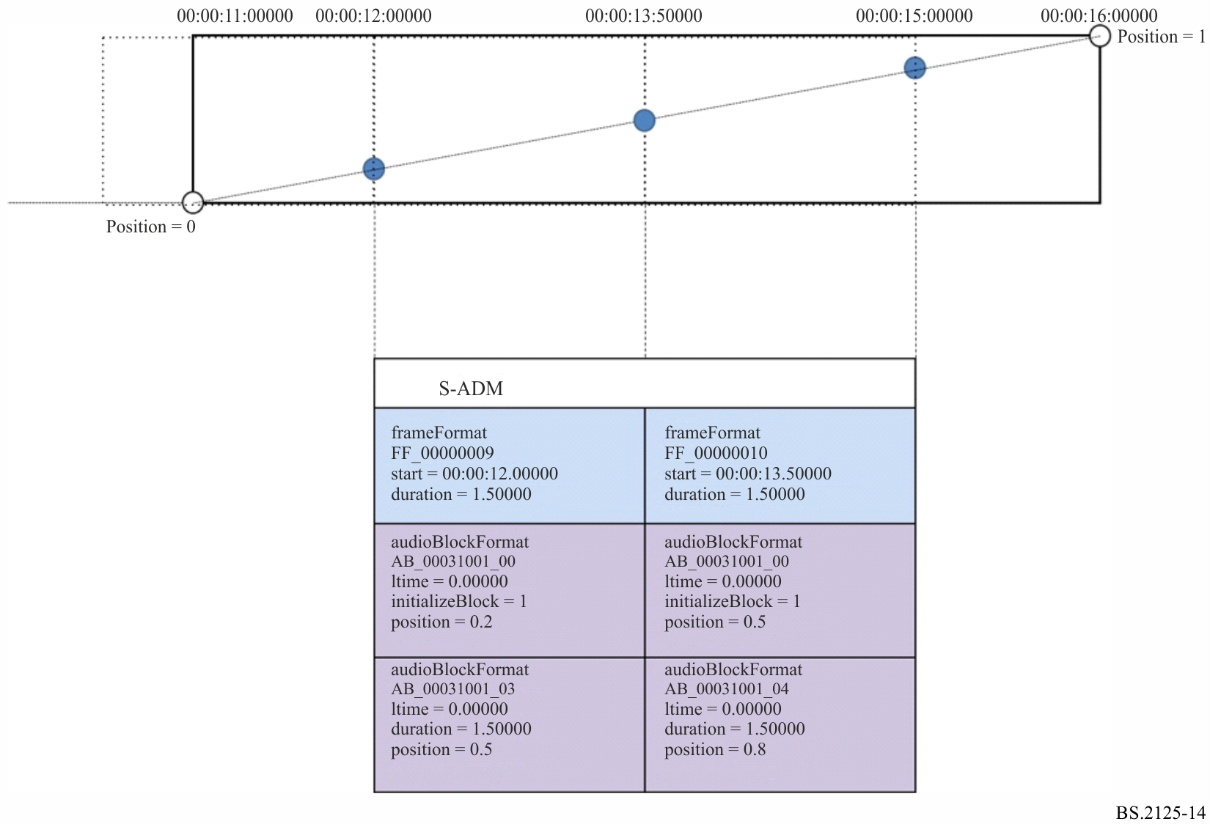 00:00:11:00000 00:00:12:00000 00:00:13:50000 00:00:15:00000 00:00:16:00000
Position = 1
Position = 0
S-ADM
frameFormat
FF_00000009
start = 00:00:12.00000
duration = 1.50000
frameFormat
FF_00000010
start = 00:00:13.50000
duration = 1.50000
audioBlockFormat
AB_00031001_00
ltime = 0.00000
initializeBlock = 1
position = 0.2
audioBlockFormat
AB_00031001_00
ltime = 0.00000
initializeBlock = 1
position = 0.5
audioBlockFormat
AB_00031001_03
ltime = 0.00000
duration = 1.50000
position = 0.5
audioBlockFormat
AB_00031001_04
ltime = 0.00000
duration = 1.50000
position = 0.8
BS.2125-14